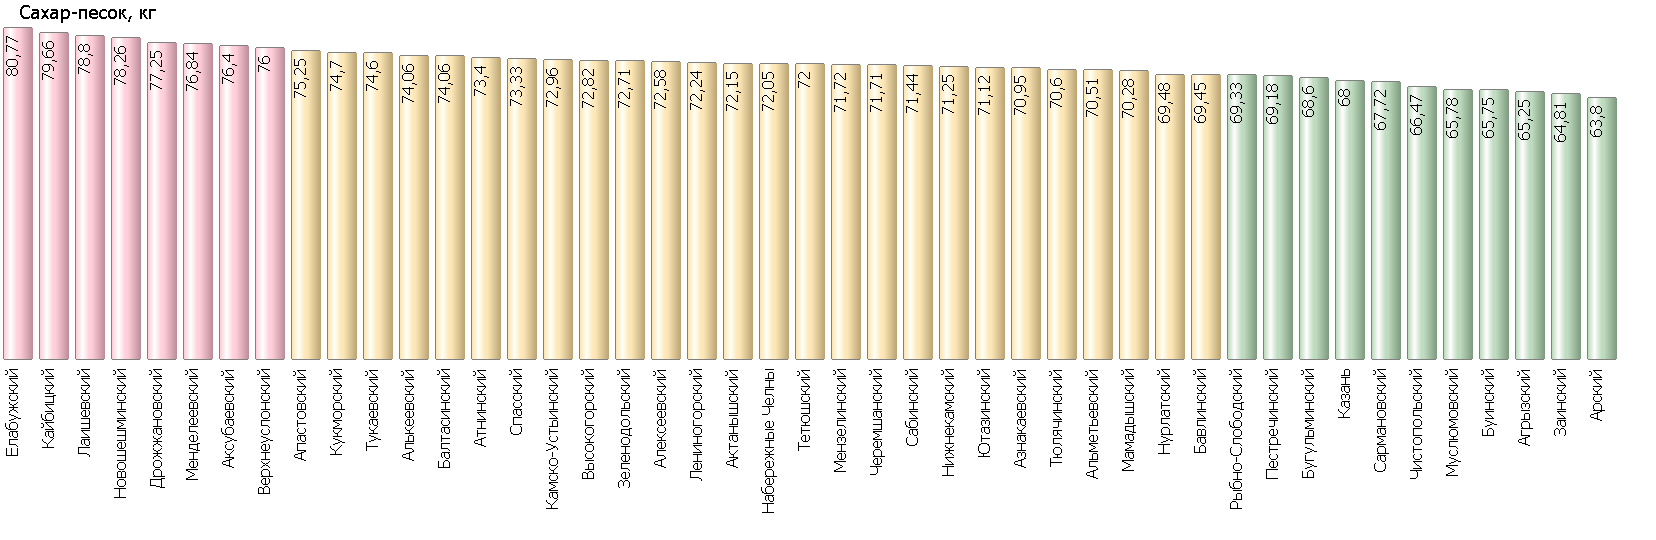 Сахар-песок, кг
80,77
79,66
78,8
78,26
77,25
76,84
76,4
76
75,25
74,7
74,6
74,06
74,06
73,4
73,33
72,96
72,82
72,71
72,58
72,24
72,15
72,05
72
71,72
71,71
71,44
71,25
71,12
70,95
70,6
70,51
70,28
69,48
69,45
69,33
69,18
68,6
68
67,72
66,47
65,78
65,75
65,25
64,81
63,8
Елабужский
Кайбицкий
Лаишевский
Новошешминский
Дрожжановский
Менделеевский
Аксубаевский
Верхнеуслонский
Апастовский
Кукморский
Тукаевский
Алькеевский
Балтасинский
Атнинский
Спасский
Камско-Устьинский
Высокогорский
Зеленодольский
Алексеевский
Лениногорский
Актанышский
Набережные Челны
Тетюшский
Мензелинский
Черемшанский
Сабинский
Нижнекамский
Ютазинский
Азнакаевский
Тюлячинский
Альметьевский
Мамадышский
Нурлатский
Бавлинский
Рыбно-Слободский
Пестречинский
Бугульминский
Казань
Сармановский
Чистопольский
Муслюмовский
Буинский
Агрызский
Заинский
Арский